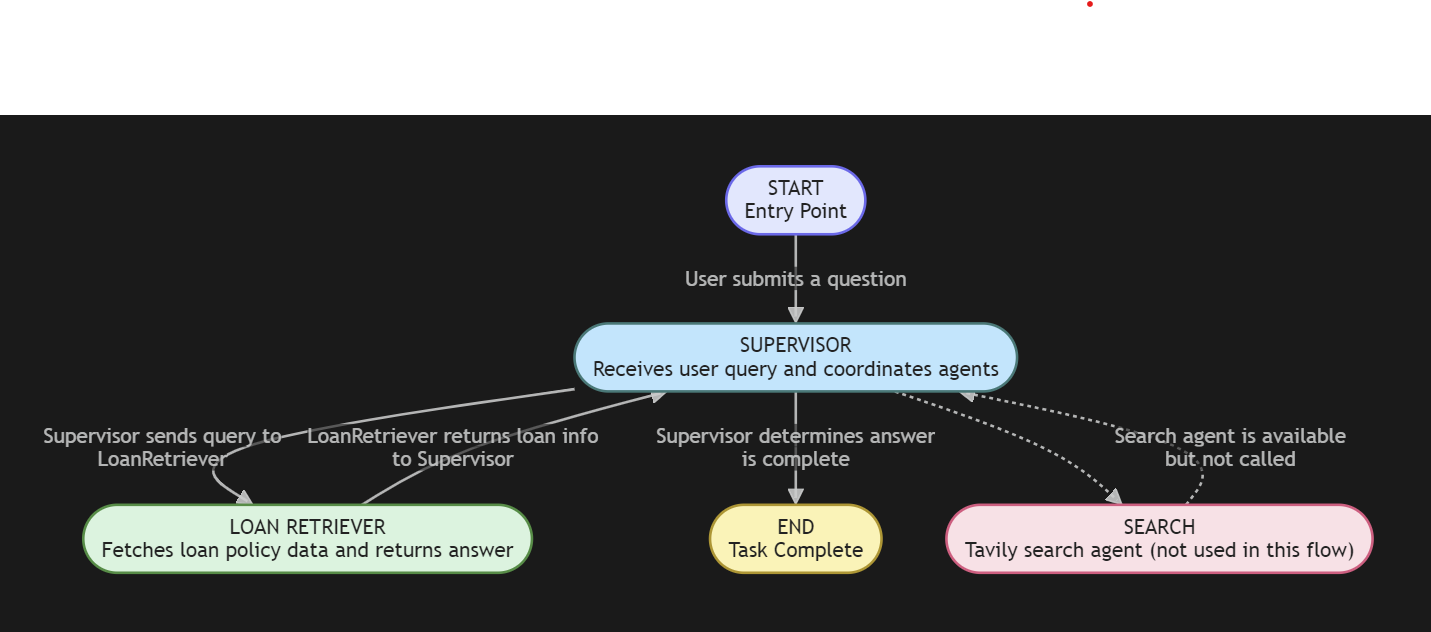 START
Entry Point
User submits a question
SUPERVISOR
Receives user query and coordinates agents
Supervisor sends query to
LoanRetriever
LoanRetriever returns loan info
to Supervisor
Supervisor determines answer
is complete
Search agent is available
but not called
LOAN RETRIEVER
Fetches loan policy data and returns answer
END
Task Complete
SEARCH
Tavily search agent (not used in this flow)